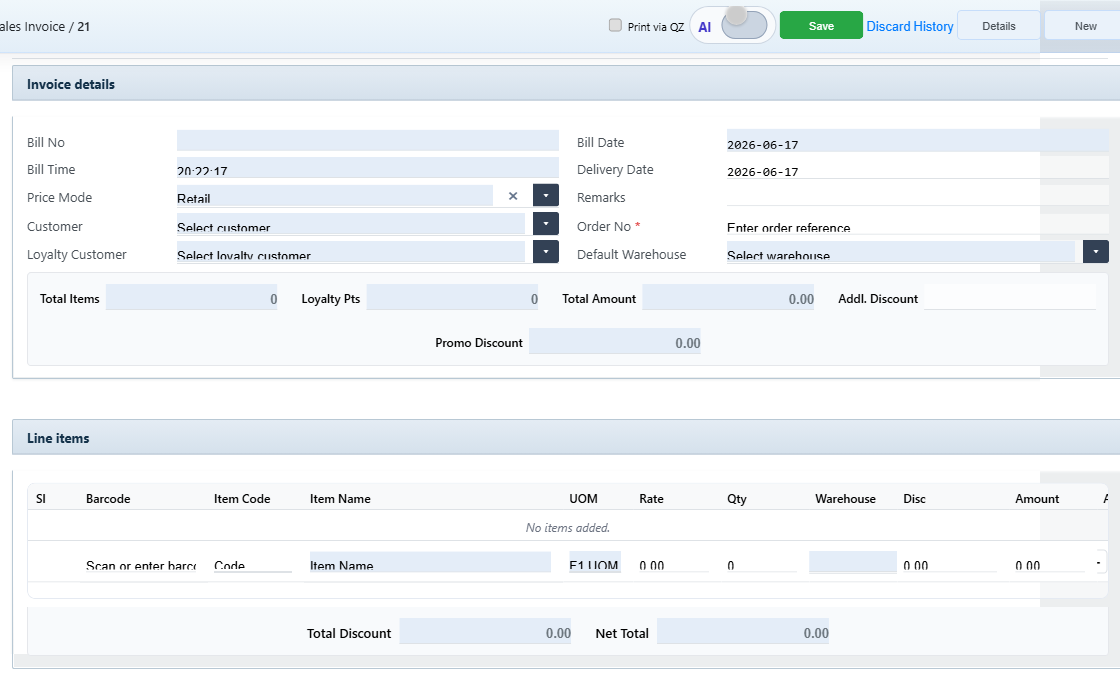 ales Invoice / 21 Print via QZ AI Save Discard History Details New
Invoice details
Bill No Bill Date 2026-06-17
Bill Time 20:22:17 Delivery Date 2026-06-17
Price Mode Retail × Remarks
Customer Select customer Order No * Enter order reference
Loyalty Customer Select loyalty customer Default Warehouse Select warehouse
Total Items 0 Loyalty Pts 0 Total Amount 0.00 Addl. Discount
Promo Discount 0.00
Line items
Sl Barcode Item Code Item Name UOM Rate Qty Warehouse Disc Amount A
No items added.
Scan or enter barco Code Item Name F1 UOM 0.00 0 0.00 0.00 -
Total Discount 0.00 Net Total 0.00